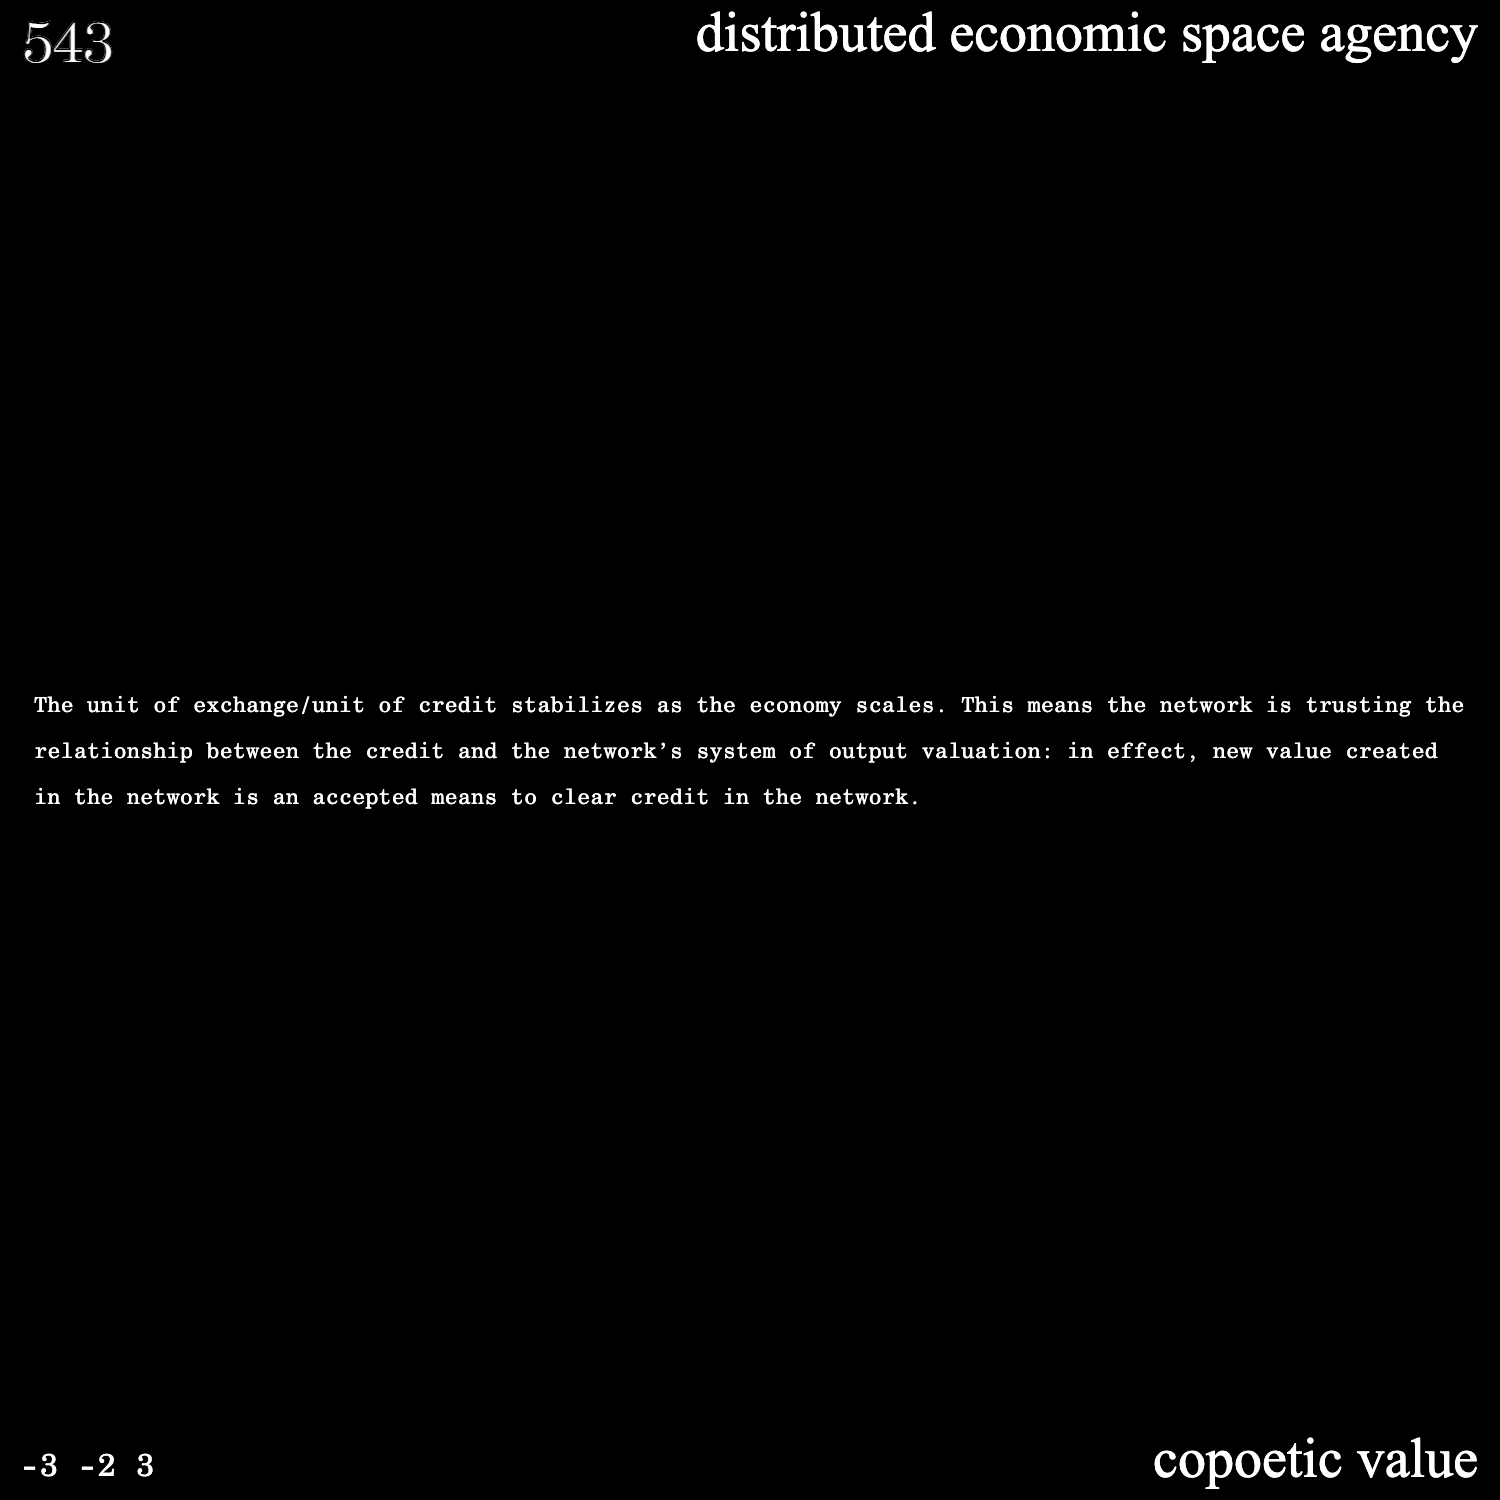 543
distributed economic space agency
The unit of exchange/unit of credit stabilizes as the economy scales. This means the network is trusting the
relationship between the credit and the network’s system of output valuation: in effect, new value created
in the network is an accepted means to clear credit in the network.
-3 -2 3
copoetic value